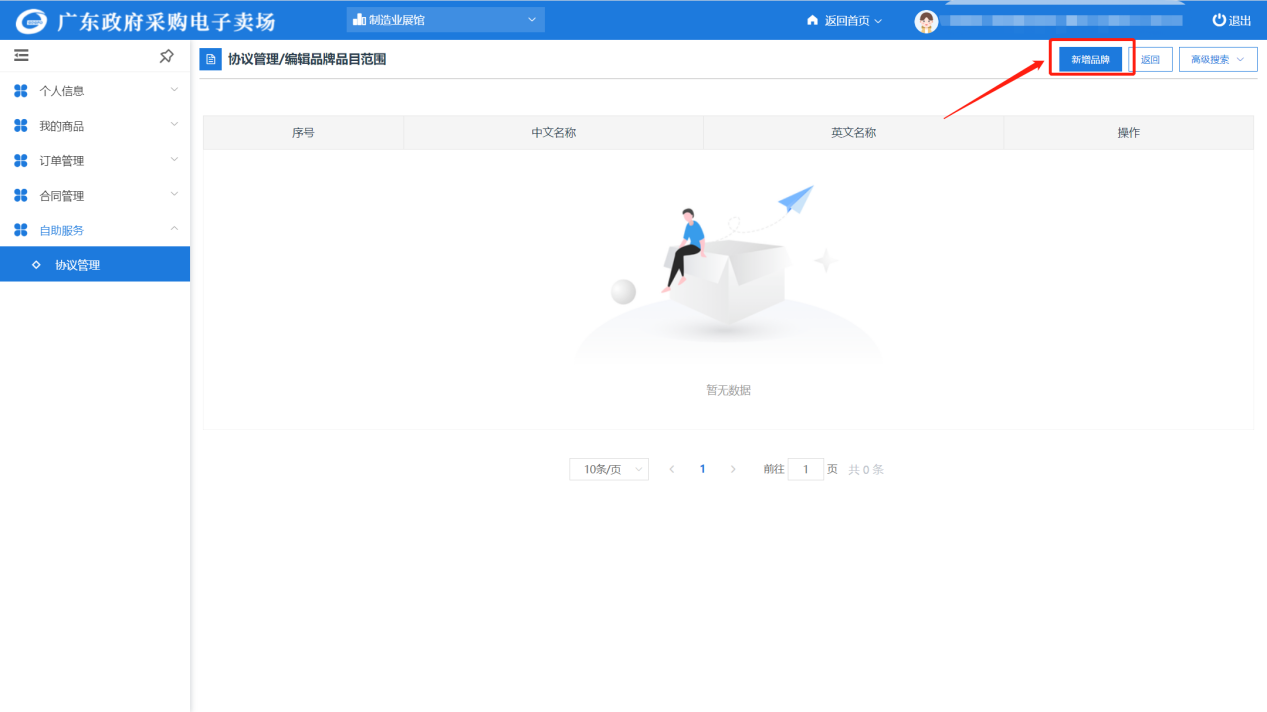 广东政府采购电子卖场
制造业展馆
返回首页
退出
协议管理/编辑品牌品目范围
新增品牌
返回
高级搜索
个人信息
我的商品
订单管理
合同管理
自助服务
协议管理
序号 中文名称 英文名称 操作
暂无数据
10条/页 1 前往 1 页 共 0 条